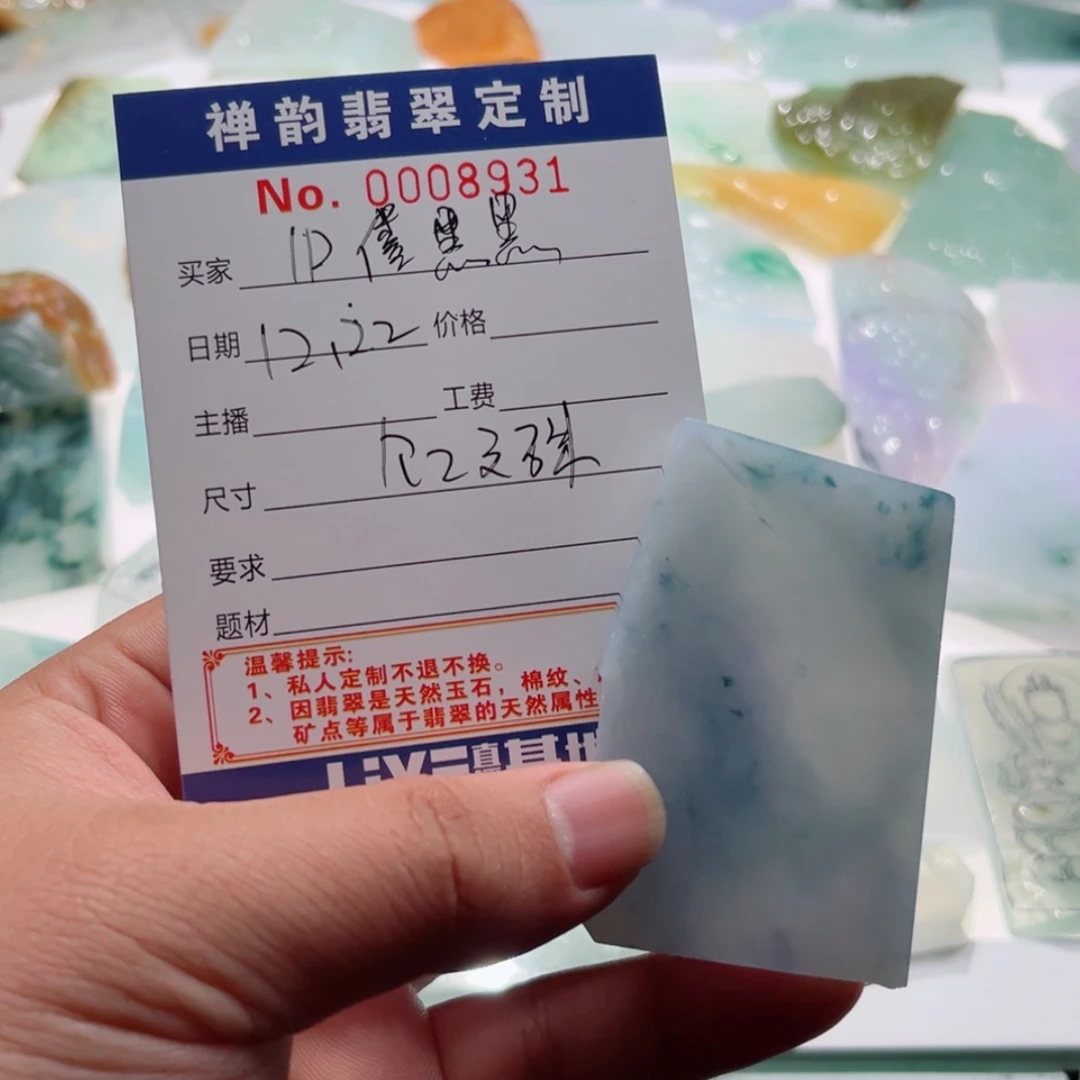 禅韵翡翠定制
No. 0008931
买家
日期 12.22 价格
主播 工费
尺寸
要求
题材
温馨提示:
1、私人定制不退不换。
2、因翡翠是天然玉石，棉纹、
矿点等属于翡翠的天然属性